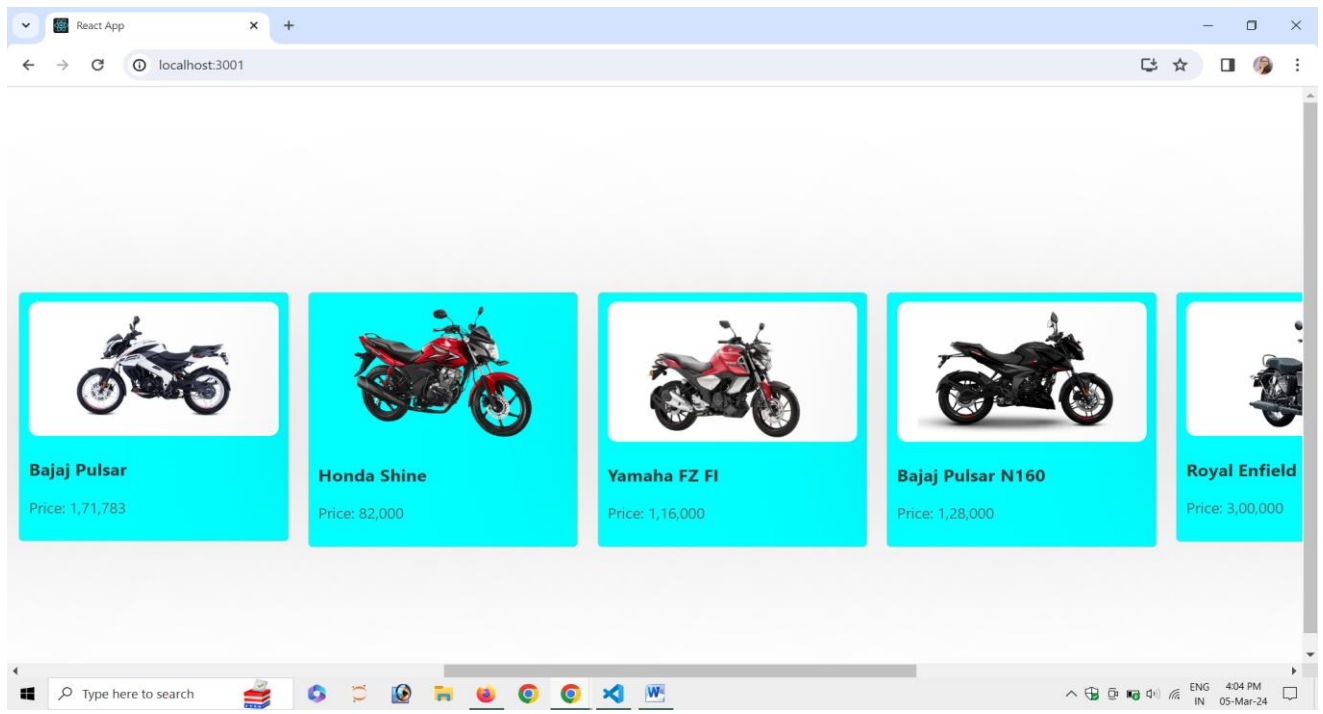 React App
localhost:3001
Bajaj Pulsar
Price: 1,71,783
Honda Shine
Price: 82,000
Yamaha FZ FI
Price: 1,16,000
Bajaj Pulsar N160
Price: 1,28,000
Royal Enfield
Price: 3,00,000
Type here to search
ENG
IN
4:04 PM
05-Mar-24